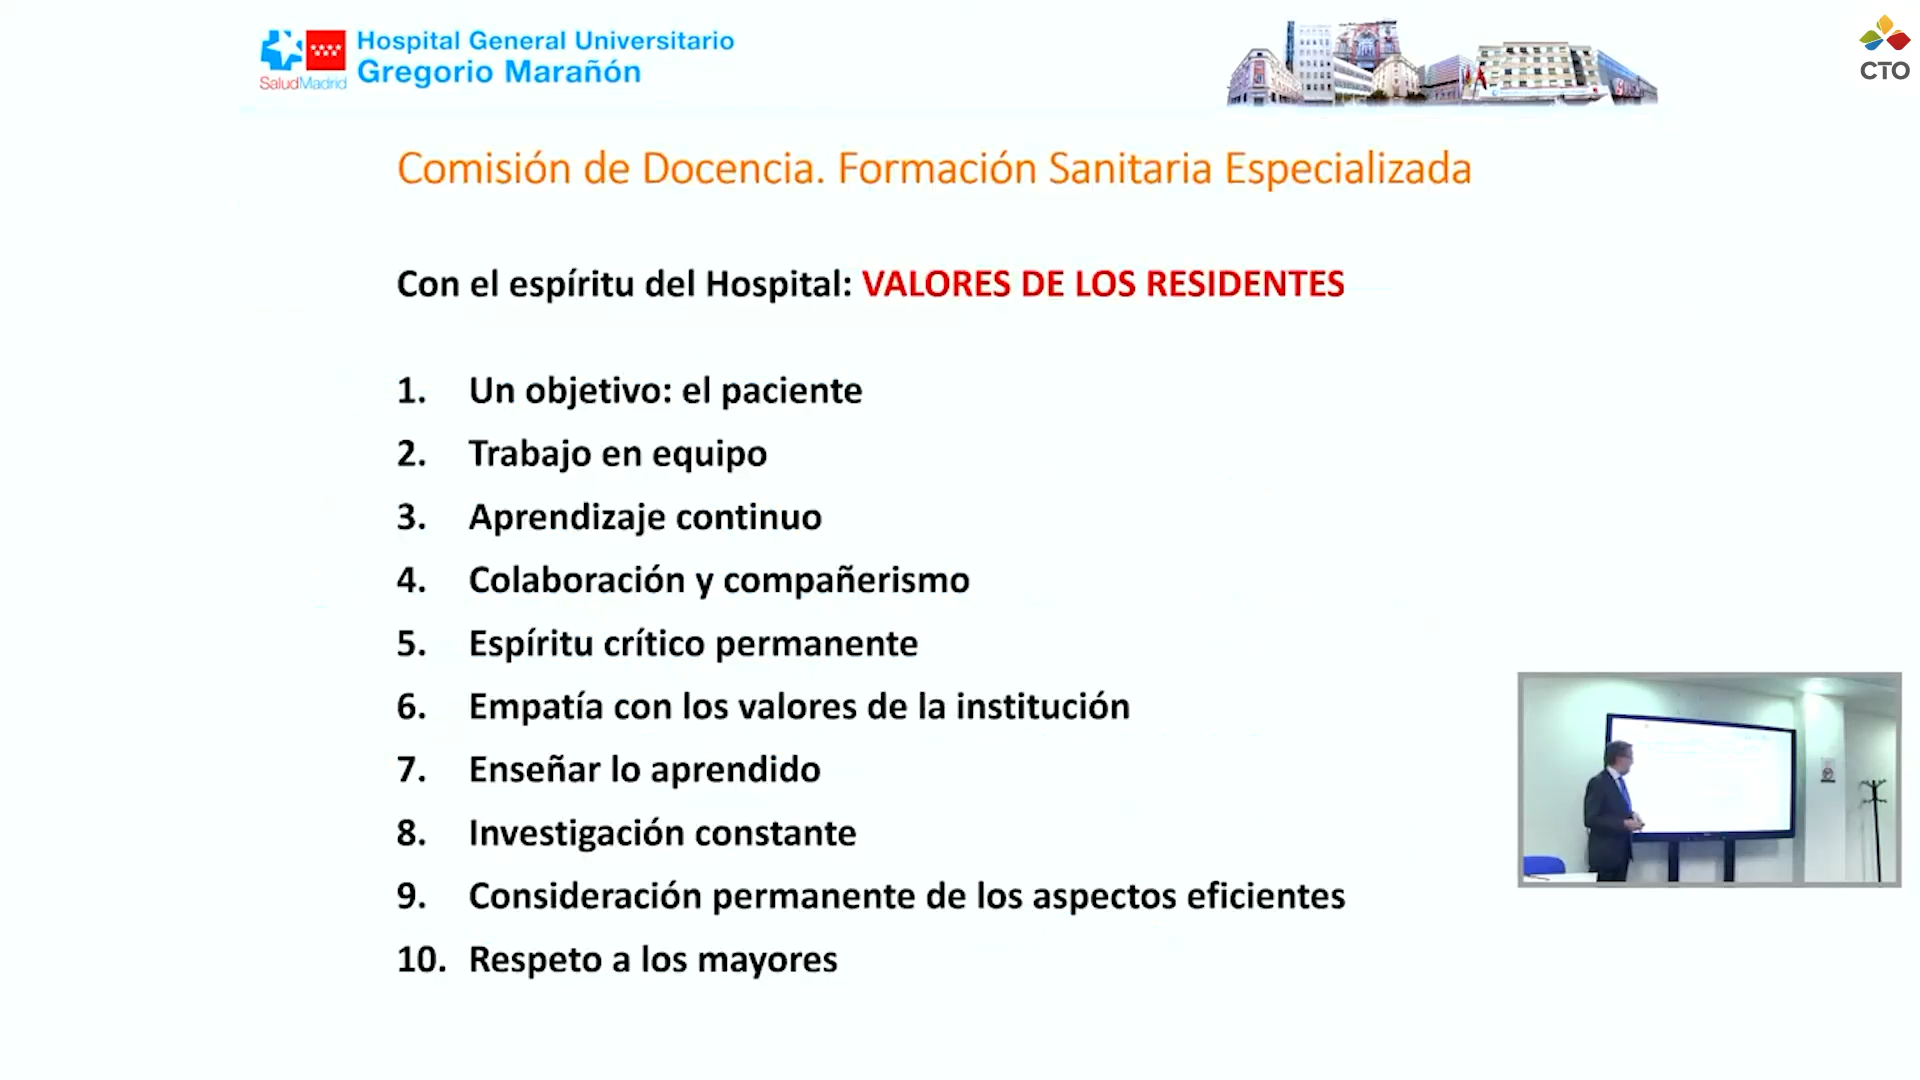 Hospital General Universitario
Gregorio Marañón
SaludMadrid
CTO
Comisión de Docencia. Formación Sanitaria Especializada
Con el espíritu del Hospital: VALORES DE LOS RESIDENTES
1. Un objetivo: el paciente
2. Trabajo en equipo
3. Aprendizaje continuo
4. Colaboración y compañerismo
5. Espíritu crítico permanente
6. Empatía con los valores de la institución
7. Enseñar lo aprendido
8. Investigación constante
9. Consideración permanente de los aspectos eficientes
10. Respeto a los mayores